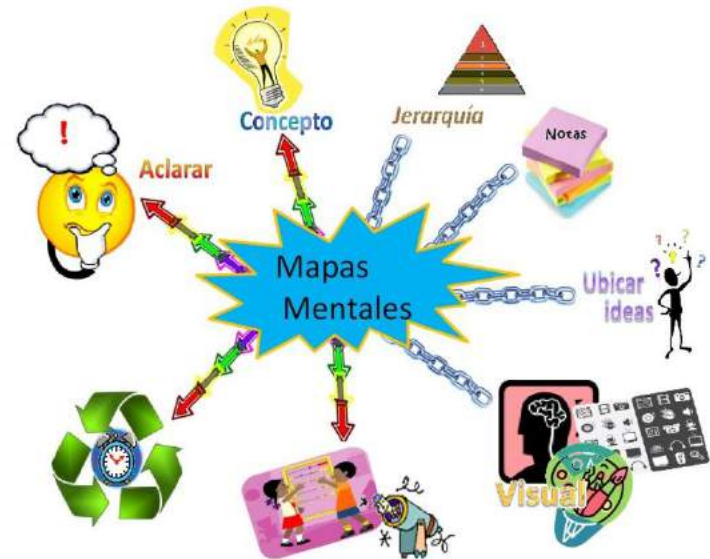 Concepto
Jerarquía
Notas
!
Aclarar
Mapas
Mentales
Ubicar
ideas
Visual